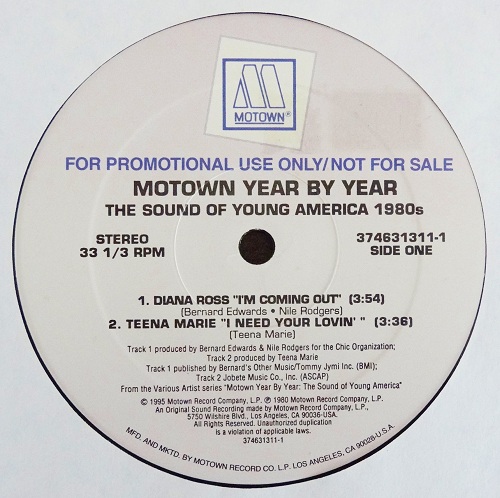 MOTOWN®
FOR PROMOTIONAL USE ONLY/NOT FOR SALE
MOTOWN YEAR BY YEAR
THE SOUND OF YOUNG AMERICA 1980s
STEREO
33 1/3 RPM
374631311-1
SIDE ONE
1. DIANA ROSS "I'M COMING OUT" (3:54)
(Bernard Edwards • Nile Rodgers)
2. TEENA MARIE "I NEED YOUR LOVIN' " (3:36)
(Teena Marie)
Track 1 produced by Bernard Edwards & Nile Rodgers for the Chic Organization;
Track 2 produced by Teena Marie
Track 1 published by Bernard's Other Music/Tommy Jymi Inc. (BMI);
Track 2 Jobete Music Co., Inc. (ASCAP)
From the Various Artist series "Motown Year By Year: The Sound of Young America"
© 1995 Motown Record Company, L.P. ℗ 1980 Motown Record Company, L.P.
An Original Sound Recording made by Motown Record Company, L.P.,
5750 Wilshire Blvd., Los Angeles, CA 90036-USA.
All Rights Reserved. Unauthorized duplication
is a violation of applicable laws.
374631311-1
MFD. AND MKTD. BY MOTOWN RECORD CO. L.P. LOS ANGELES, CA 90028-U.S.A.